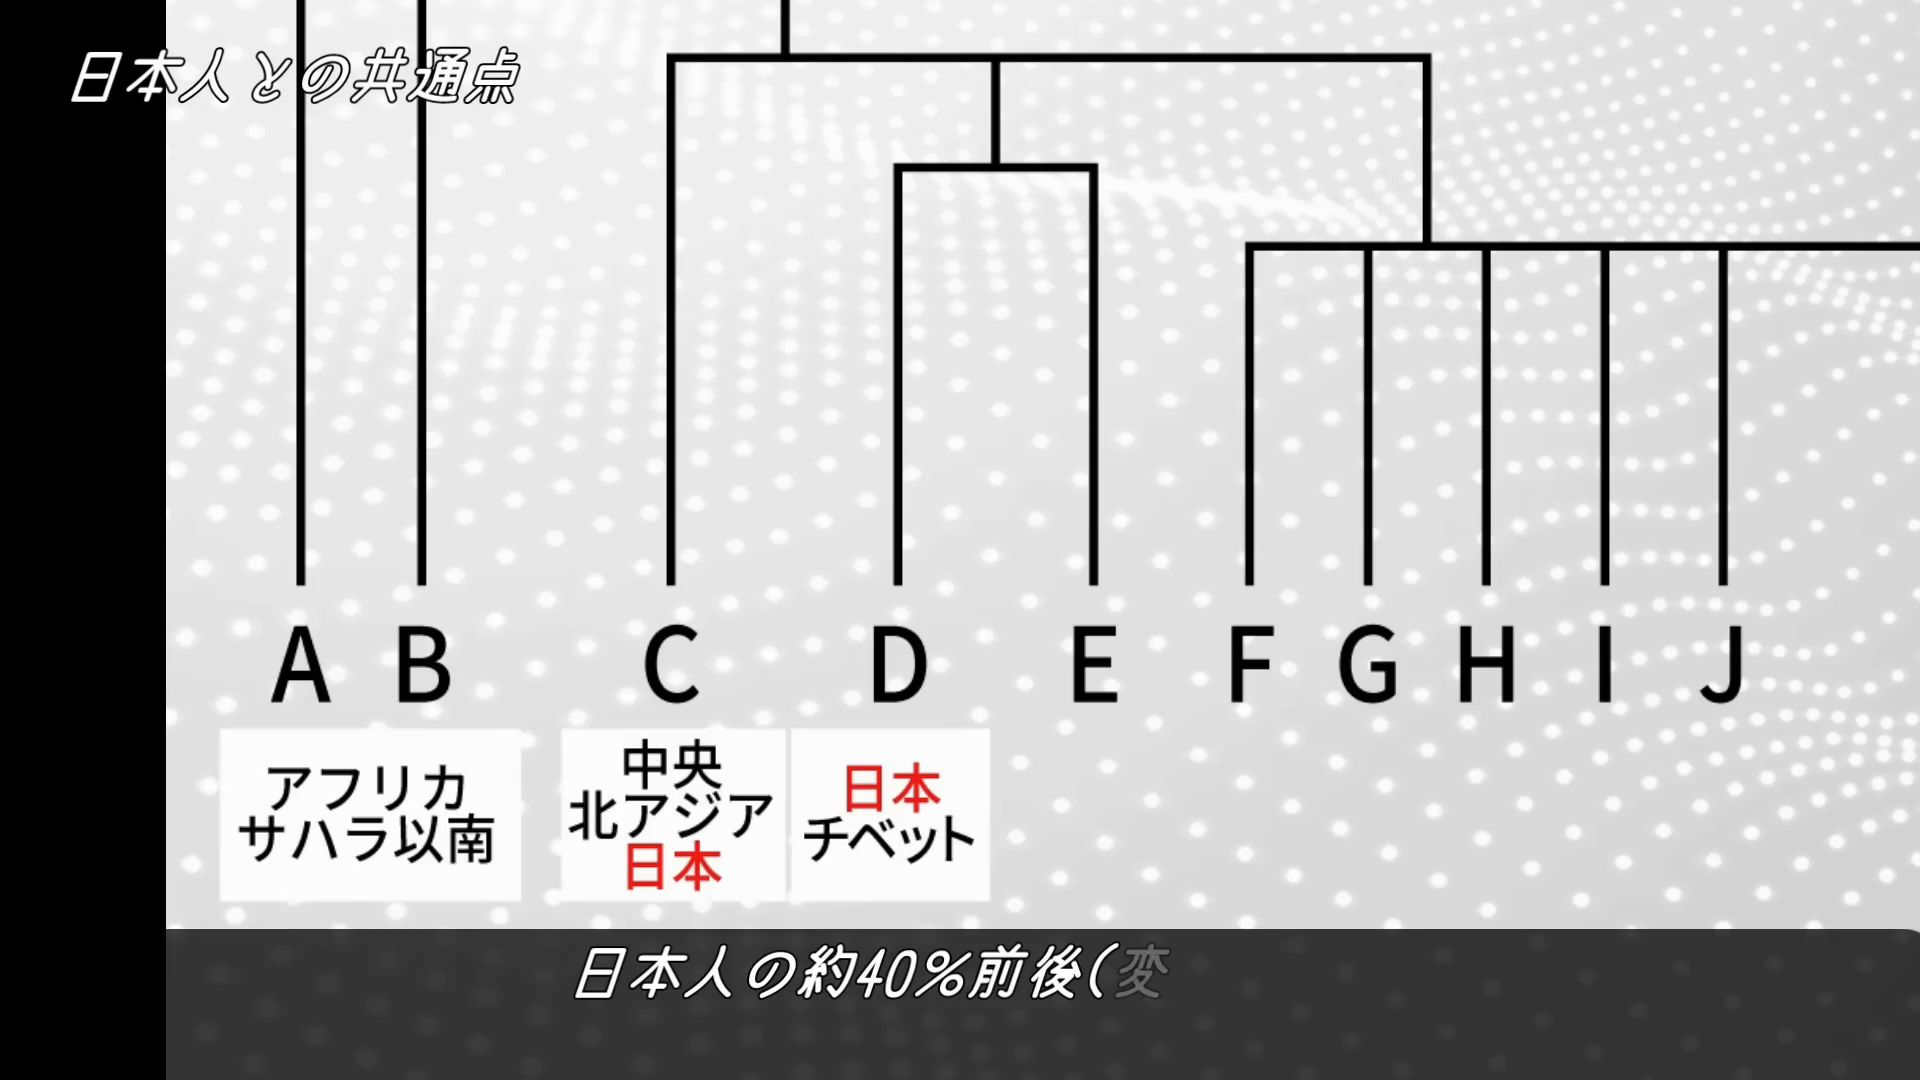 日本人との共通点
A B C D E F G H I J
アフリカ
サハラ以南
中央
北アジア
日本
日本
チベット
日本人の約40%前後(変